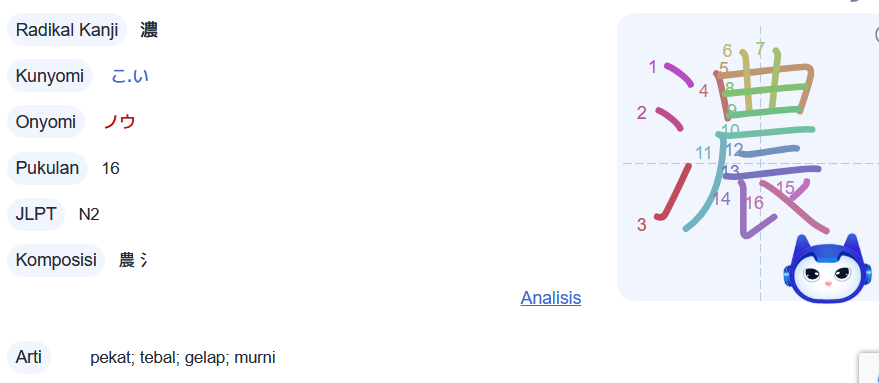 Radikal Kanji 濃
Kunyomi こ.い
Onyomi ノウ
Pukulan 16
JLPT N2
Komposisi 農 氵
Analisis
Arti pekat; tebal; gelap; murni
濃
1
2
3
4
5
6
7
8
9
10
11
12
13
14
15
16